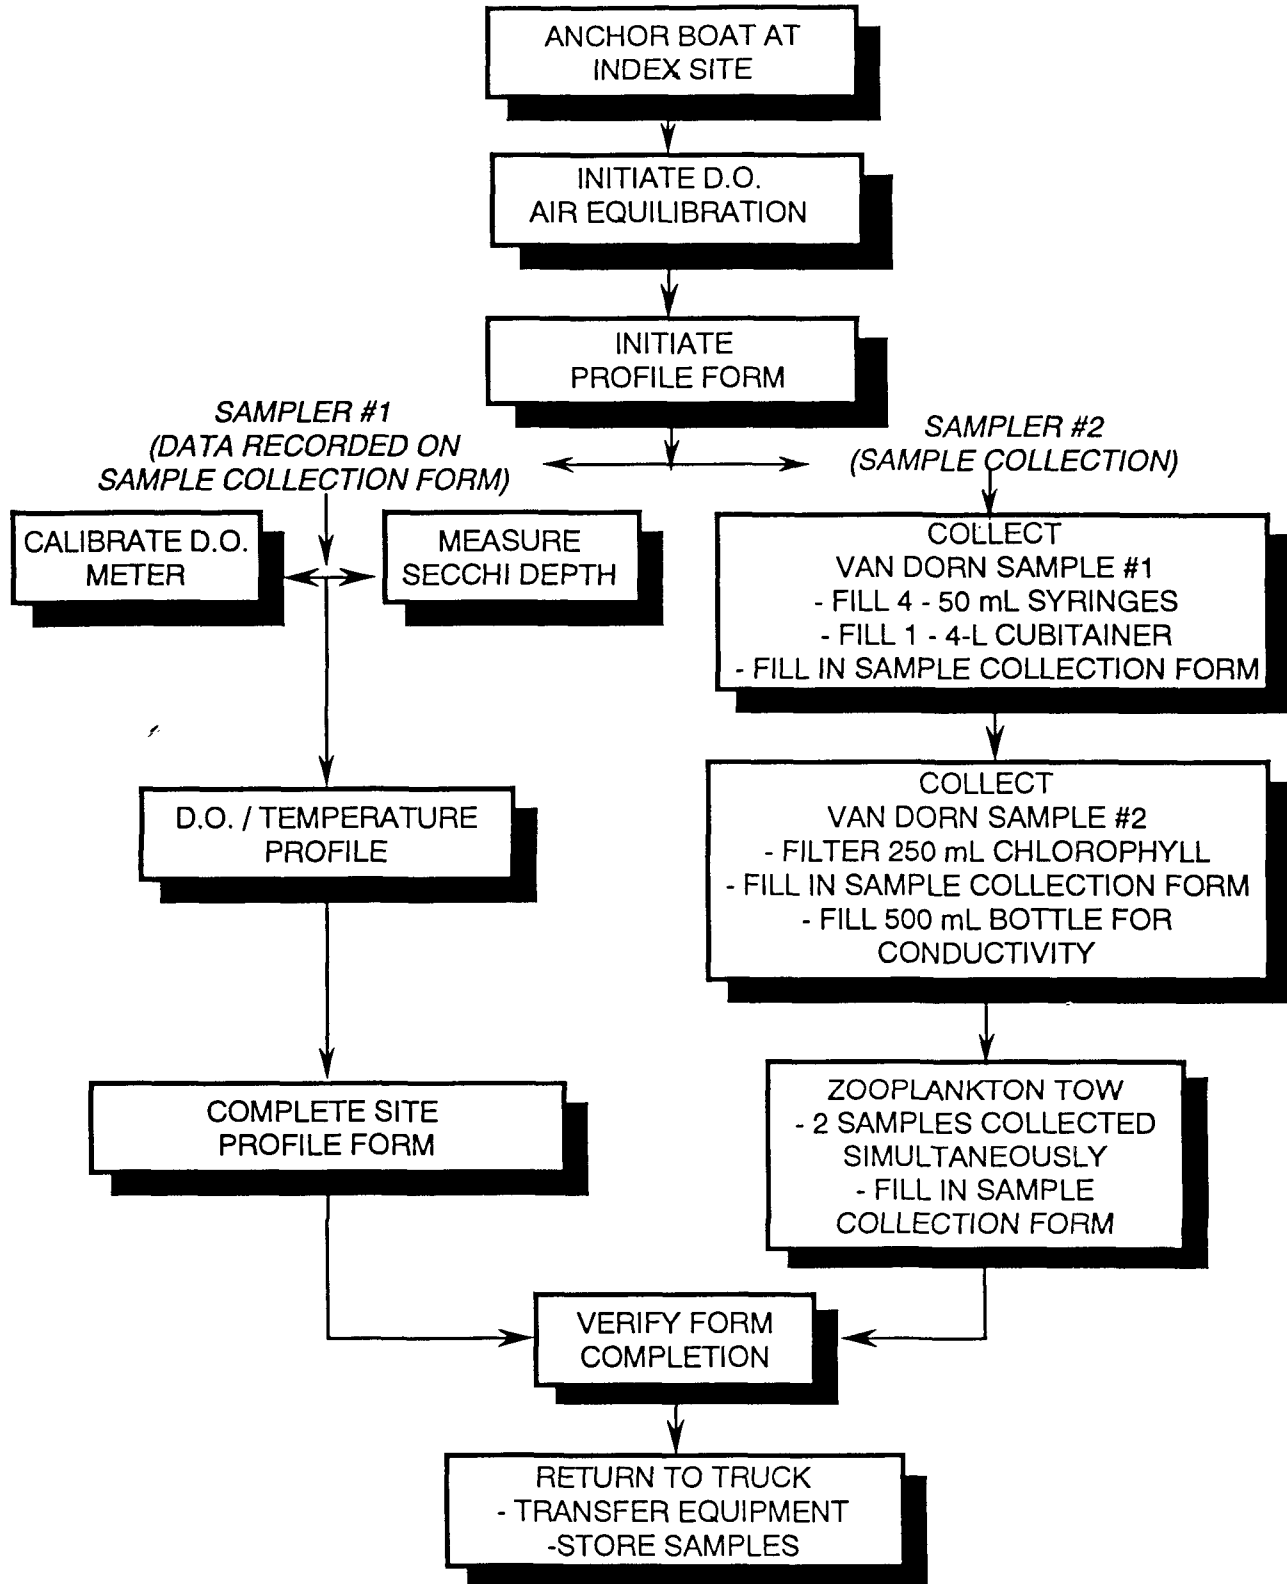 ANCHOR BOAT AT
INDEX SITE
INITIATE D.O.
AIR EQUILIBRATION
INITIATE
PROFILE FORM
SAMPLER #1
(DATA RECORDED ON
SAMPLE COLLECTION FORM)
SAMPLER #2
(SAMPLE COLLECTION)
CALIBRATE D.O.
METER
MEASURE
SECCHI DEPTH
COLLECT
VAN DORN SAMPLE #1
- FILL 4 - 50 mL SYRINGES
- FILL 1 - 4-L CUBITAINER
- FILL IN SAMPLE COLLECTION FORM
D.O. / TEMPERATURE
PROFILE
COLLECT
VAN DORN SAMPLE #2
- FILTER 250 mL CHLOROPHYLL
- FILL IN SAMPLE COLLECTION FORM
- FILL 500 mL BOTTLE FOR
CONDUCTIVITY
COMPLETE SITE
PROFILE FORM
ZOOPLANKTON TOW
- 2 SAMPLES COLLECTED
SIMULTANEOUSLY
- FILL IN SAMPLE
COLLECTION FORM
VERIFY FORM
COMPLETION
RETURN TO TRUCK
- TRANSFER EQUIPMENT
-STORE SAMPLES